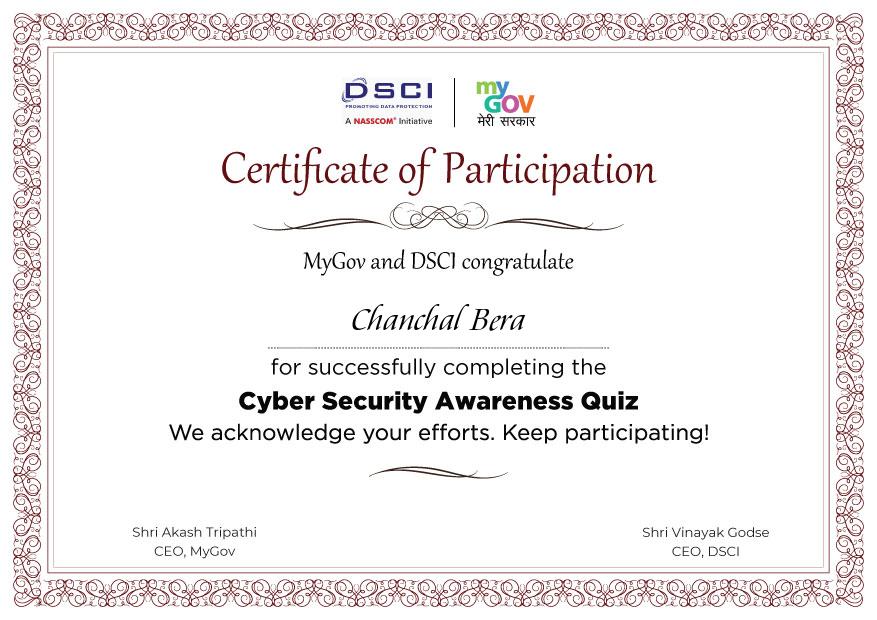 DSCI
PROMOTING DATA PROTECTION
A NASSCOM® Initiative
my
GOV
मेरी सरकार
Certificate of Participation
MyGov and DSCI congratulate
Chanchal Bera
for successfully completing the
Cyber Security Awareness Quiz
We acknowledge your efforts. Keep participating!
Shri Akash Tripathi
CEO, MyGov
Shri Vinayak Godse
CEO, DSCI